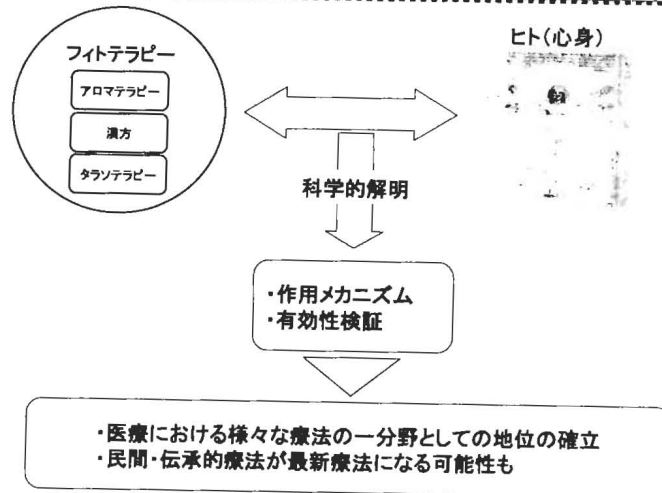 フィトテラピー
アロマテラピー
漢方
タラソテラピー
ヒト(心身)
科学的解明
・作用メカニズム
・有効性検証
・医療における様々な療法の一分野としての地位の確立
・民間・伝承的療法が最新療法になる可能性も